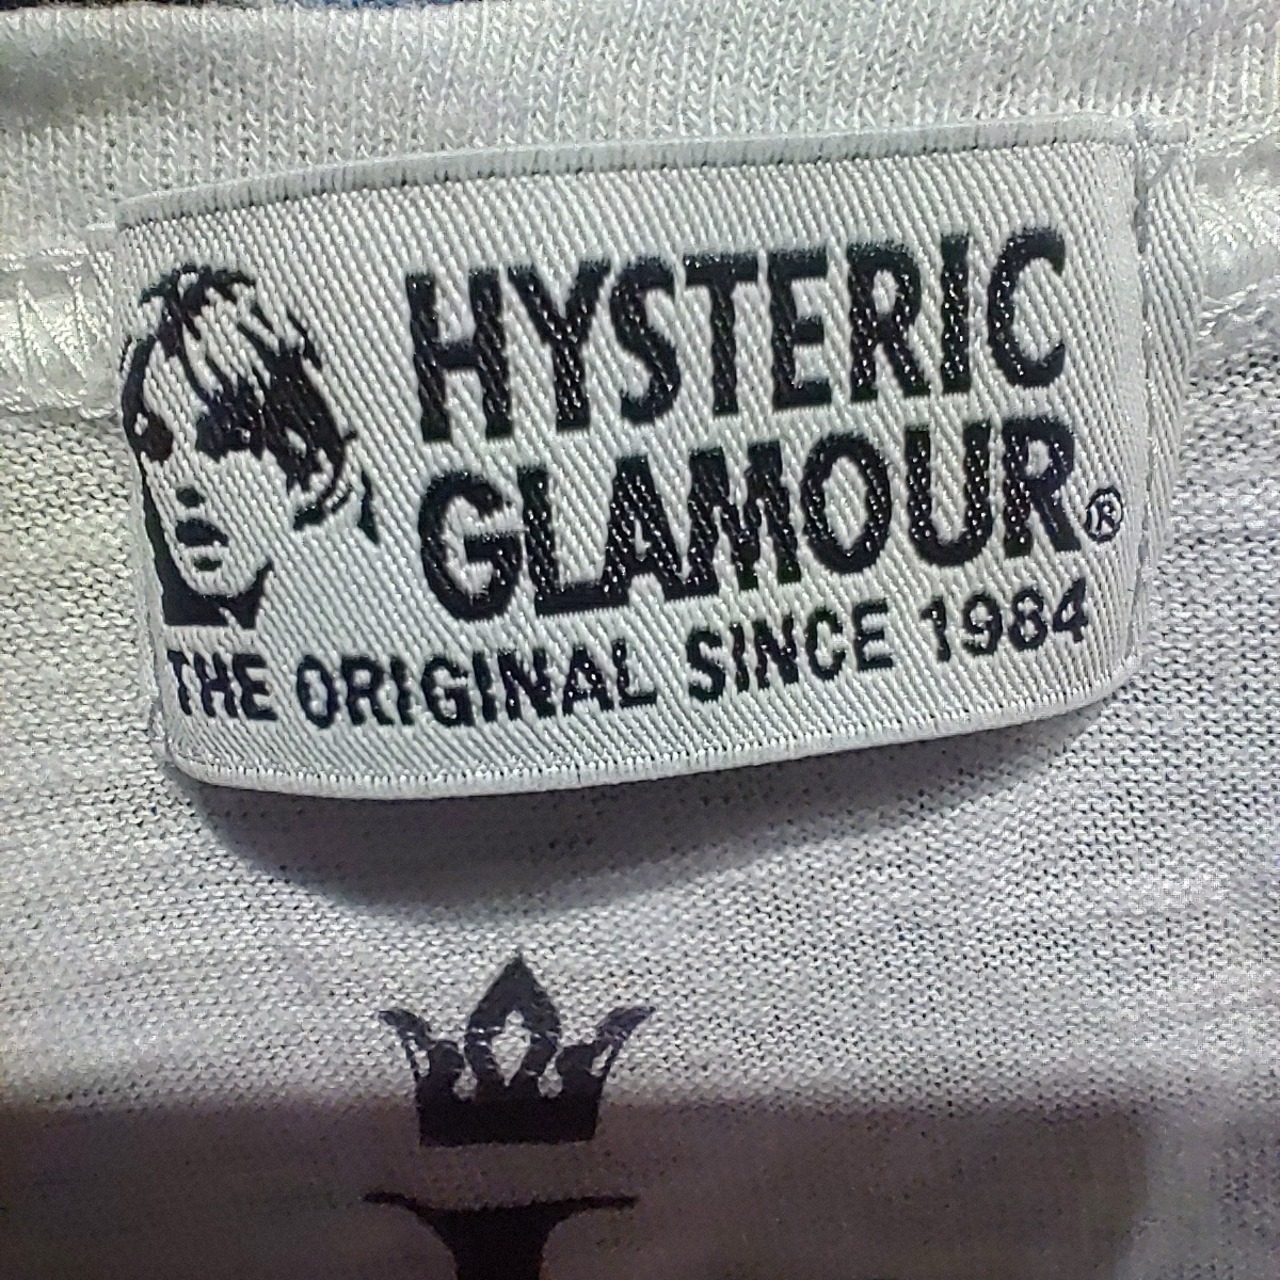 HYSTERIC
GLAMOUR®
THE ORIGINAL SINCE 1984